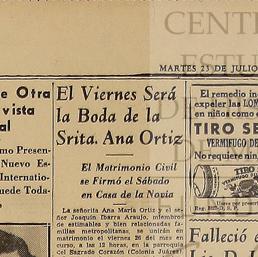 CENT
MARTES 23 DE JULIO
e Otra
vista
al
El Viernes Será
la Boda de la
Srita. Ana Ortiz
mo Presen-
Nuevo Es-
Internatio-
uede Todas
El Matrimonio Civil
se Firmó el Sábado
en Casa de la Novia
La señorita Ana María Ortiz y el se-
ñor Joaquín Ibarra Araujo, miembros
de estimables y bien relacionadas fa-
milias metropolitanas, se unirán en
matrimonio el viernes 26 del mes en
curso, a las 12 horas, en la parroquia
del Sagrado Corazón (Colonia Juárez)
El remedio in
expeler las LOM
en niños como e
TIRO SE
VERMIFUGO DE
No requiere nin
TIRO
Falleció e